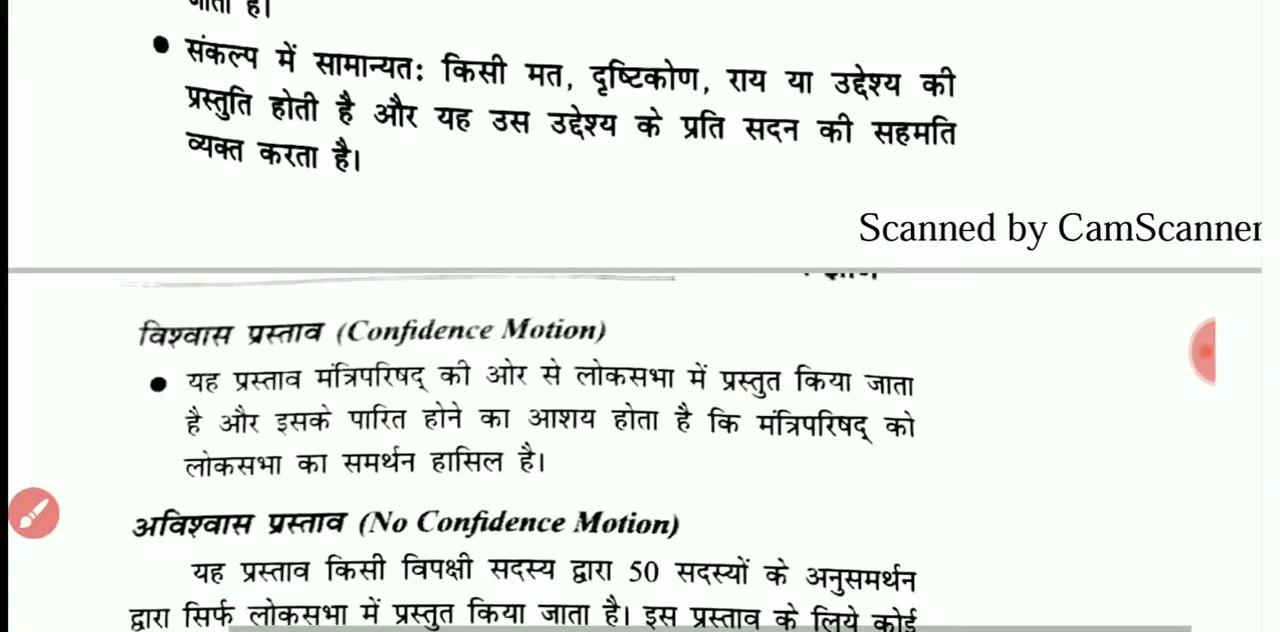 जाता है।
● संकल्प में सामान्यत: किसी मत, दृष्टिकोण, राय या उद्देश्य की
प्रस्तुति होती है और यह उस उद्देश्य के प्रति सदन की सहमति
व्यक्त करता है।
Scanned by CamScanner
विश्वास प्रस्ताव (Confidence Motion)
● यह प्रस्ताव मंत्रिपरिषद् की ओर से लोकसभा में प्रस्तुत किया जाता
है और इसके पारित होने का आशय होता है कि मंत्रिपरिषद् को
लोकसभा का समर्थन हासिल है।
अविश्वास प्रस्ताव (No Confidence Motion)
यह प्रस्ताव किसी विपक्षी सदस्य द्वारा 50 सदस्यों के अनुसमर्थन
द्वारा सिर्फ लोकसभा में प्रस्तुत किया जाता है। इस प्रस्ताव के लिये कोई